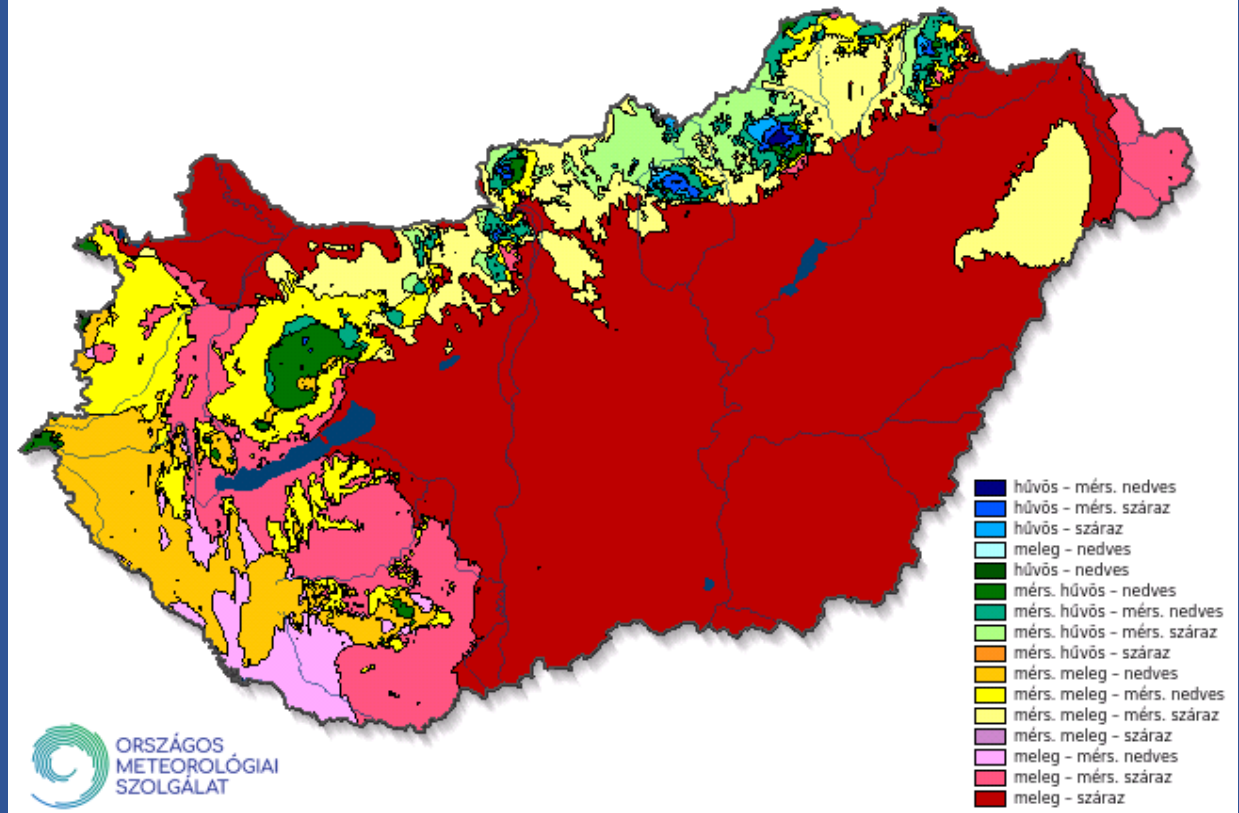 hűvös – mérs. nedves
hűvös – mérs. száraz
hűvös – száraz
meleg – nedves
hűvös – nedves
mérs. hűvös – nedves
mérs. hűvös – mérs. nedves
mérs. hűvös – mérs. száraz
mérs. hűvös – száraz
mérs. meleg – nedves
mérs. meleg – mérs. nedves
mérs. meleg – mérs. száraz
mérs. meleg – száraz
meleg – mérs. nedves
meleg – mérs. száraz
meleg – száraz
ORSZÁGOS
METEOROLÓGIAI
SZOLGÁLAT